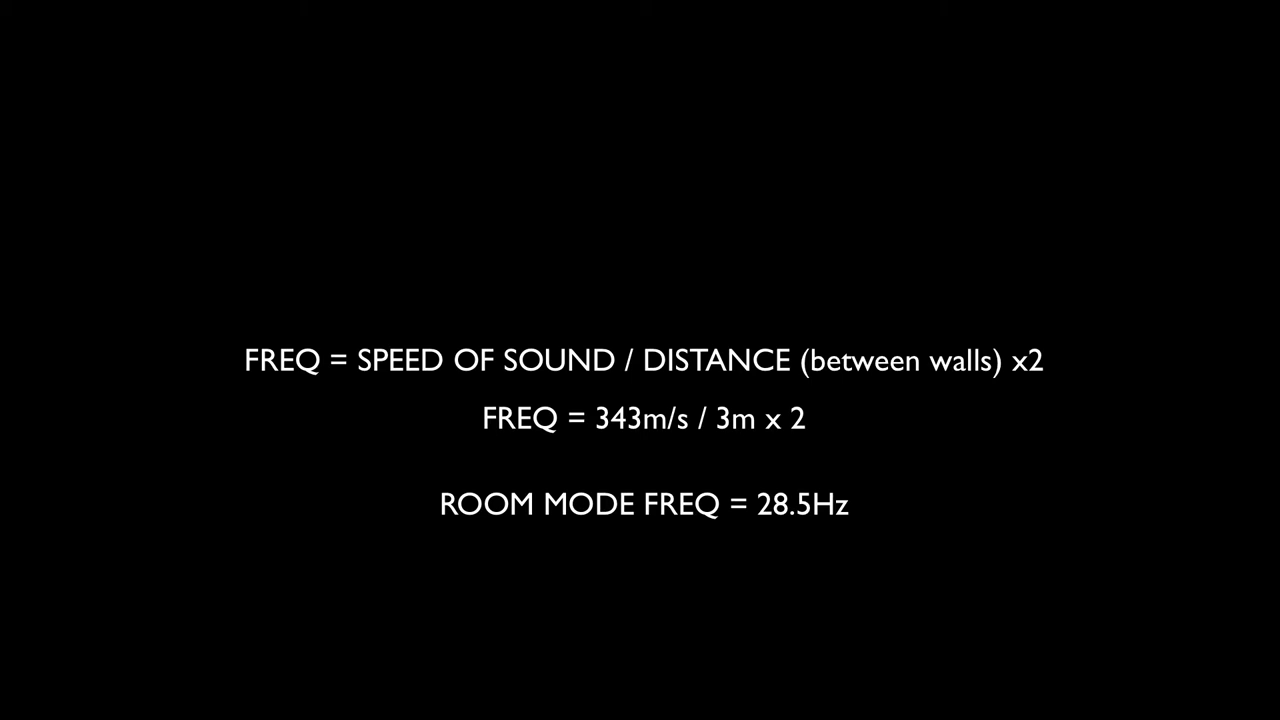 FREQ = SPEED OF SOUND / DISTANCE (between walls) x2
FREQ = 343m/s / 3m x 2
ROOM MODE FREQ = 28.5Hz